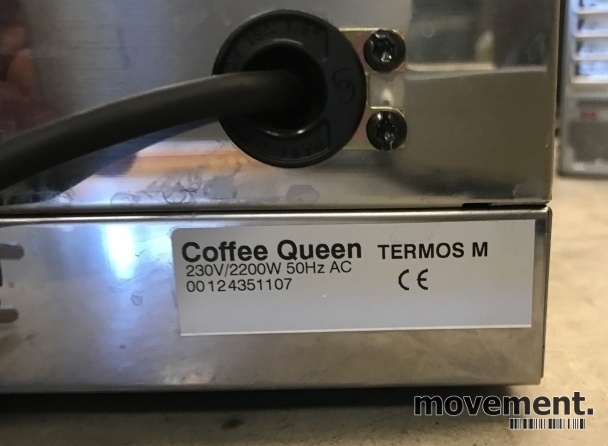 Coffee Queen TERMOS M
230V/2200W 50Hz AC
00124351107
CE
movement.